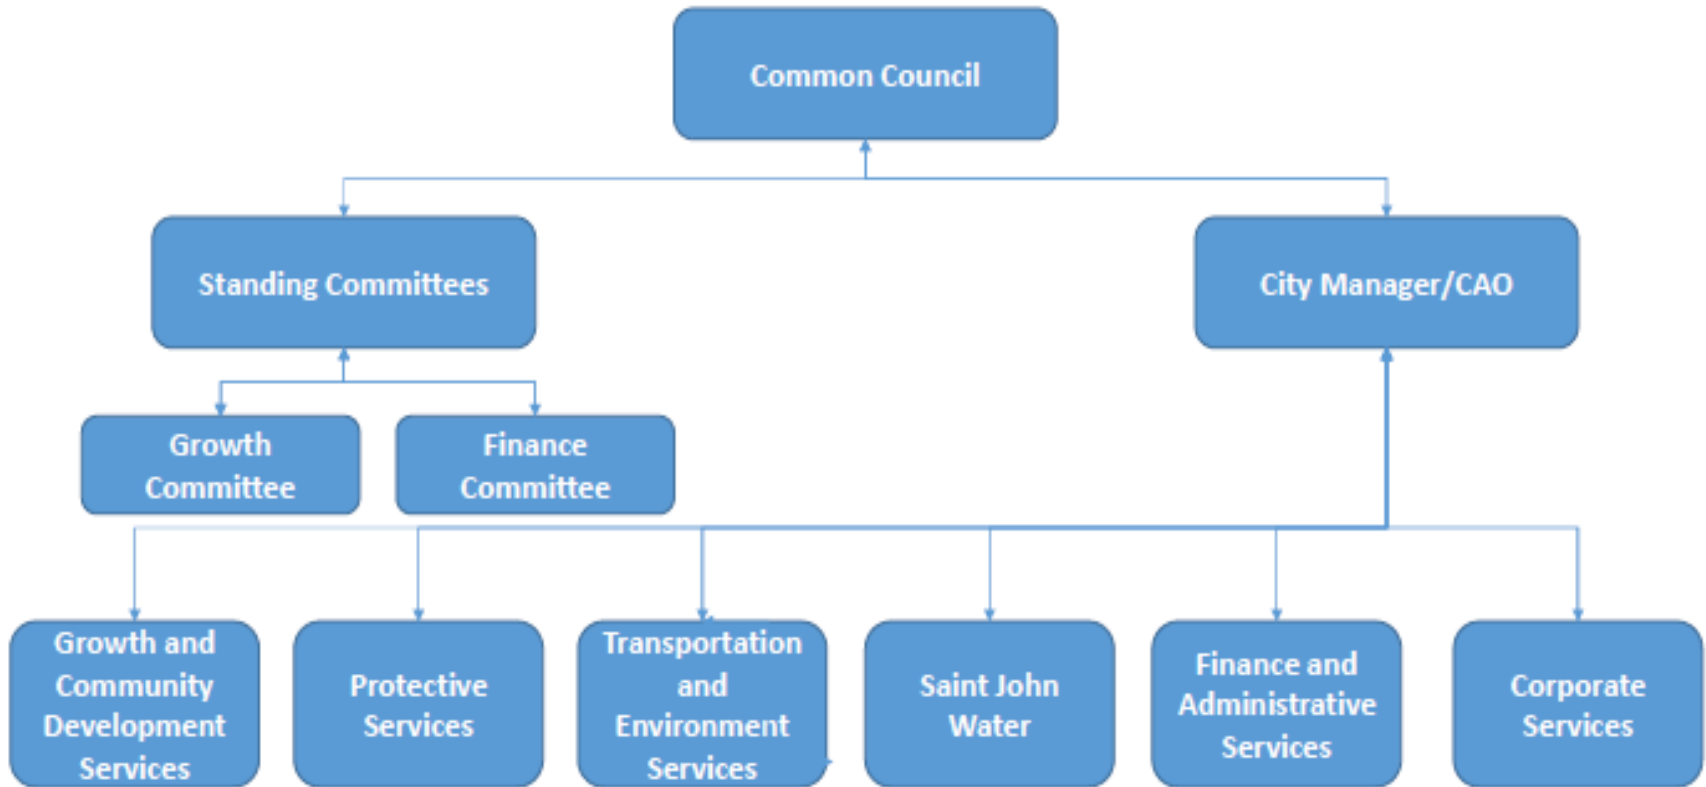 Common Council
Standing Committees
City Manager/CAO
Growth
Committee
Finance
Committee
Growth and
Community
Development
Services
Protective
Services
Transportation
and
Environment
Services
Saint John
Water
Finance and
Administrative
Services
Corporate
Services